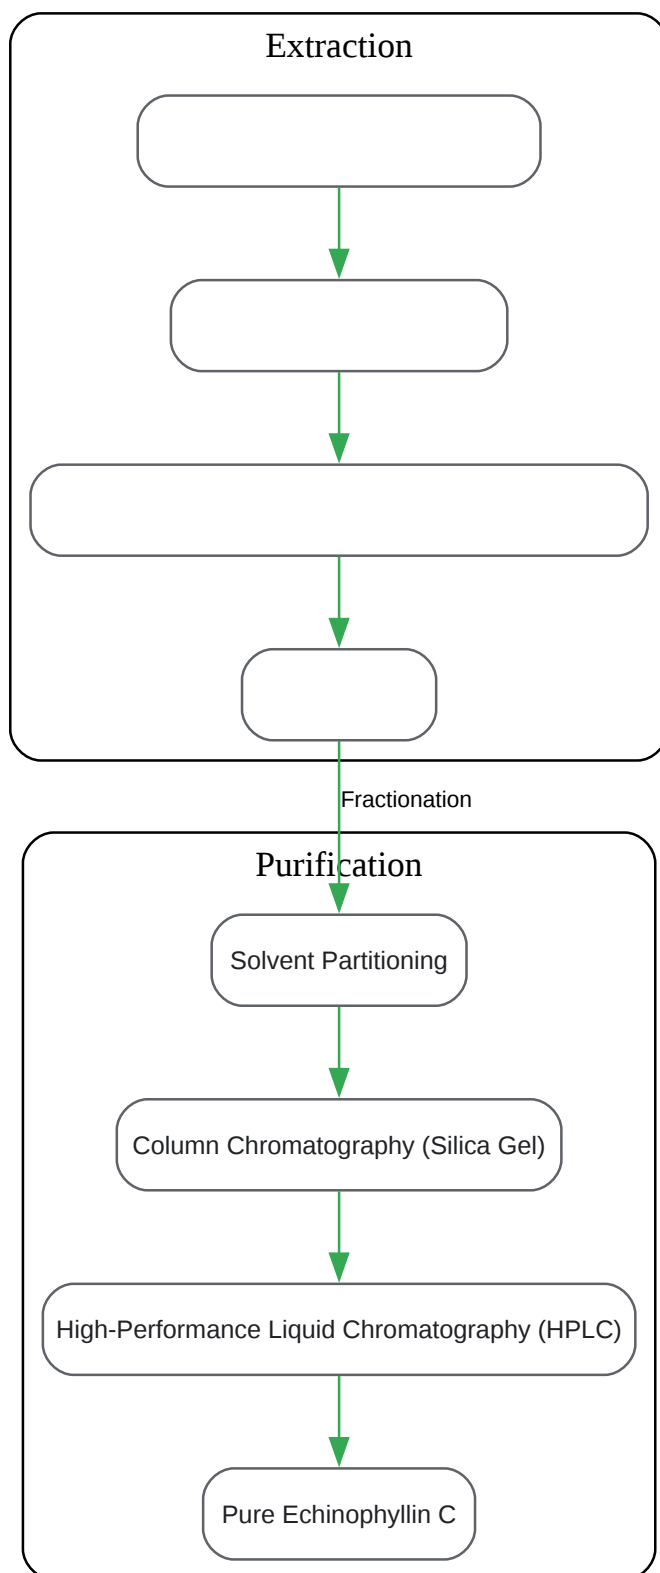 Extraction
Fractionation
Purification
Solvent Partitioning
Column Chromatography (Silica Gel)
High-Performance Liquid Chromatography (HPLC)
Pure Echinophyllin C